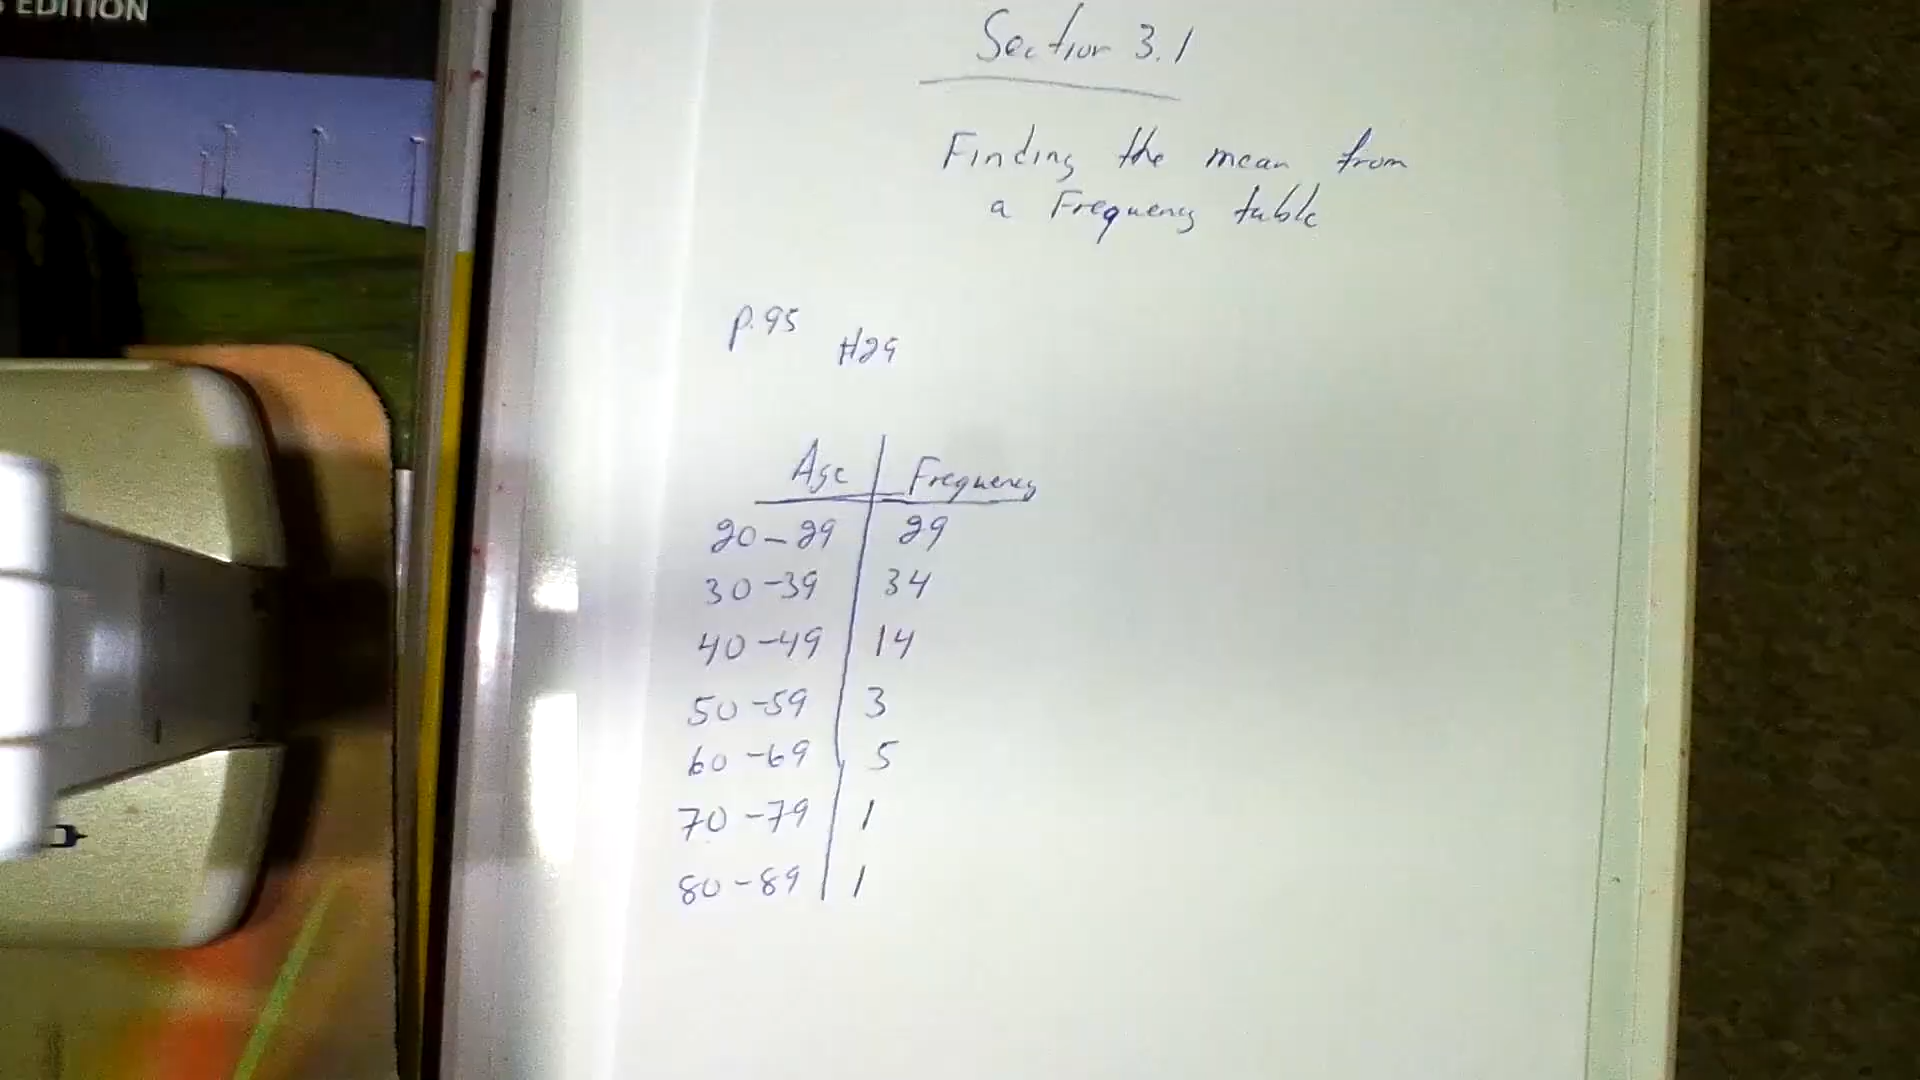 EDITION
Section 3.1
Finding the mean from
a Frequency table
p.95 #29
Age Frequency
20-29 29
30-39 34
40-49 14
50-59 3
60-69 5
70-79 1
80-89 1